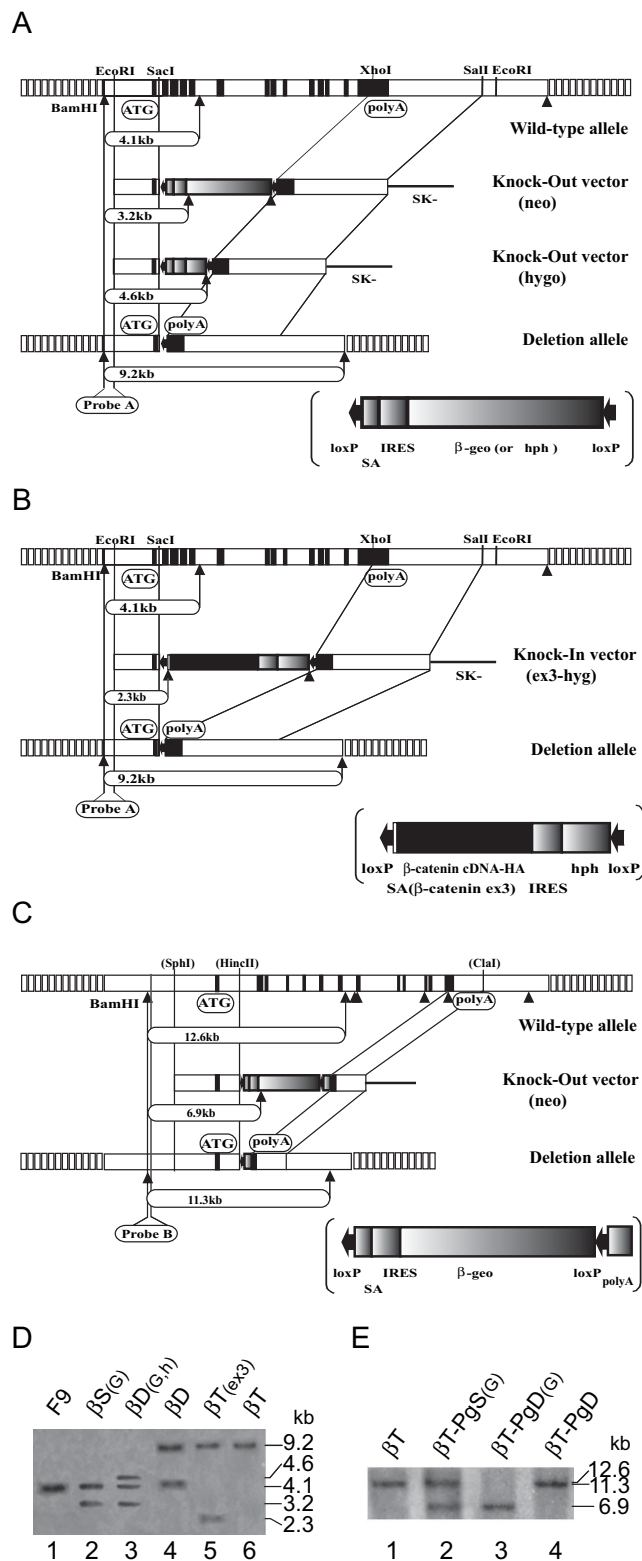 A
EcoRI SacI XhoI SalI EcoRI
BamHI ATG polyA
Wild-type allele
4.1kb
Knock-Out vector
(neo)
SK-
3.2kb
Knock-Out vector
(hygo)
SK-
4.6kb
ATG polyA
Deletion allele
9.2kb
Probe A
loxP IRES β-geo (or hph ) loxP
SA
B
EcoRI SacI XhoI SalI EcoRI
BamHI ATG polyA
Wild-type allele
4.1kb
Knock-In vector
(ex3-hyg)
SK-
2.3kb
ATG polyA
Deletion allele
9.2kb
Probe A
loxP β-catenin cDNA-HA hph loxP
SA(β-catenin ex3) IRES
C
(SphI) (HincII) (ClaI)
BamHI ATG polyA
Wild-type allele
12.6kb
Knock-Out vector
(neo)
6.9kb
ATG polyA
Deletion allele
11.3kb
Probe B
loxP IRES β-geo loxP polyA
SA
D
F9 βS(G) βD(G,h) βD βT(ex3) βT
kb
9.2
4.6
4.1
3.2
2.3
1 2 3 4 5 6
E
βT βT-PgS(G) βT-PgD(G) βT-PgD
kb
12.6
11.3
6.9
1 2 3 4